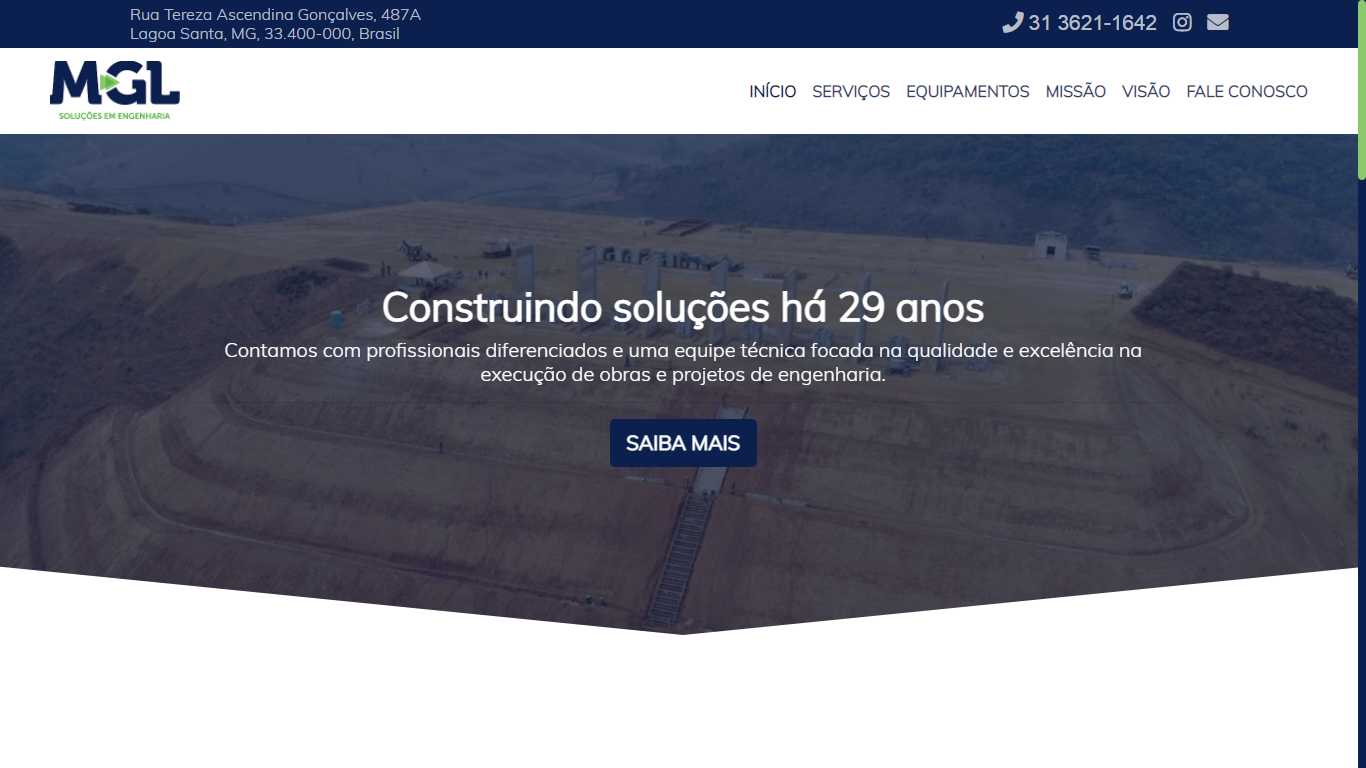 Rua Tereza Ascendina Gonçalves, 487A
Lagoa Santa, MG, 33.400-000, Brasil
31 3621-1642
MGL
SOLUÇÕES EM ENGENHARIA
INÍCIO SERVIÇOS EQUIPAMENTOS MISSÃO VISÃO FALE CONOSCO
Construindo soluções há 29 anos
Contamos com profissionais diferenciados e uma equipe técnica focada na qualidade e excelência na
execução de obras e projetos de engenharia.
SAIBA MAIS